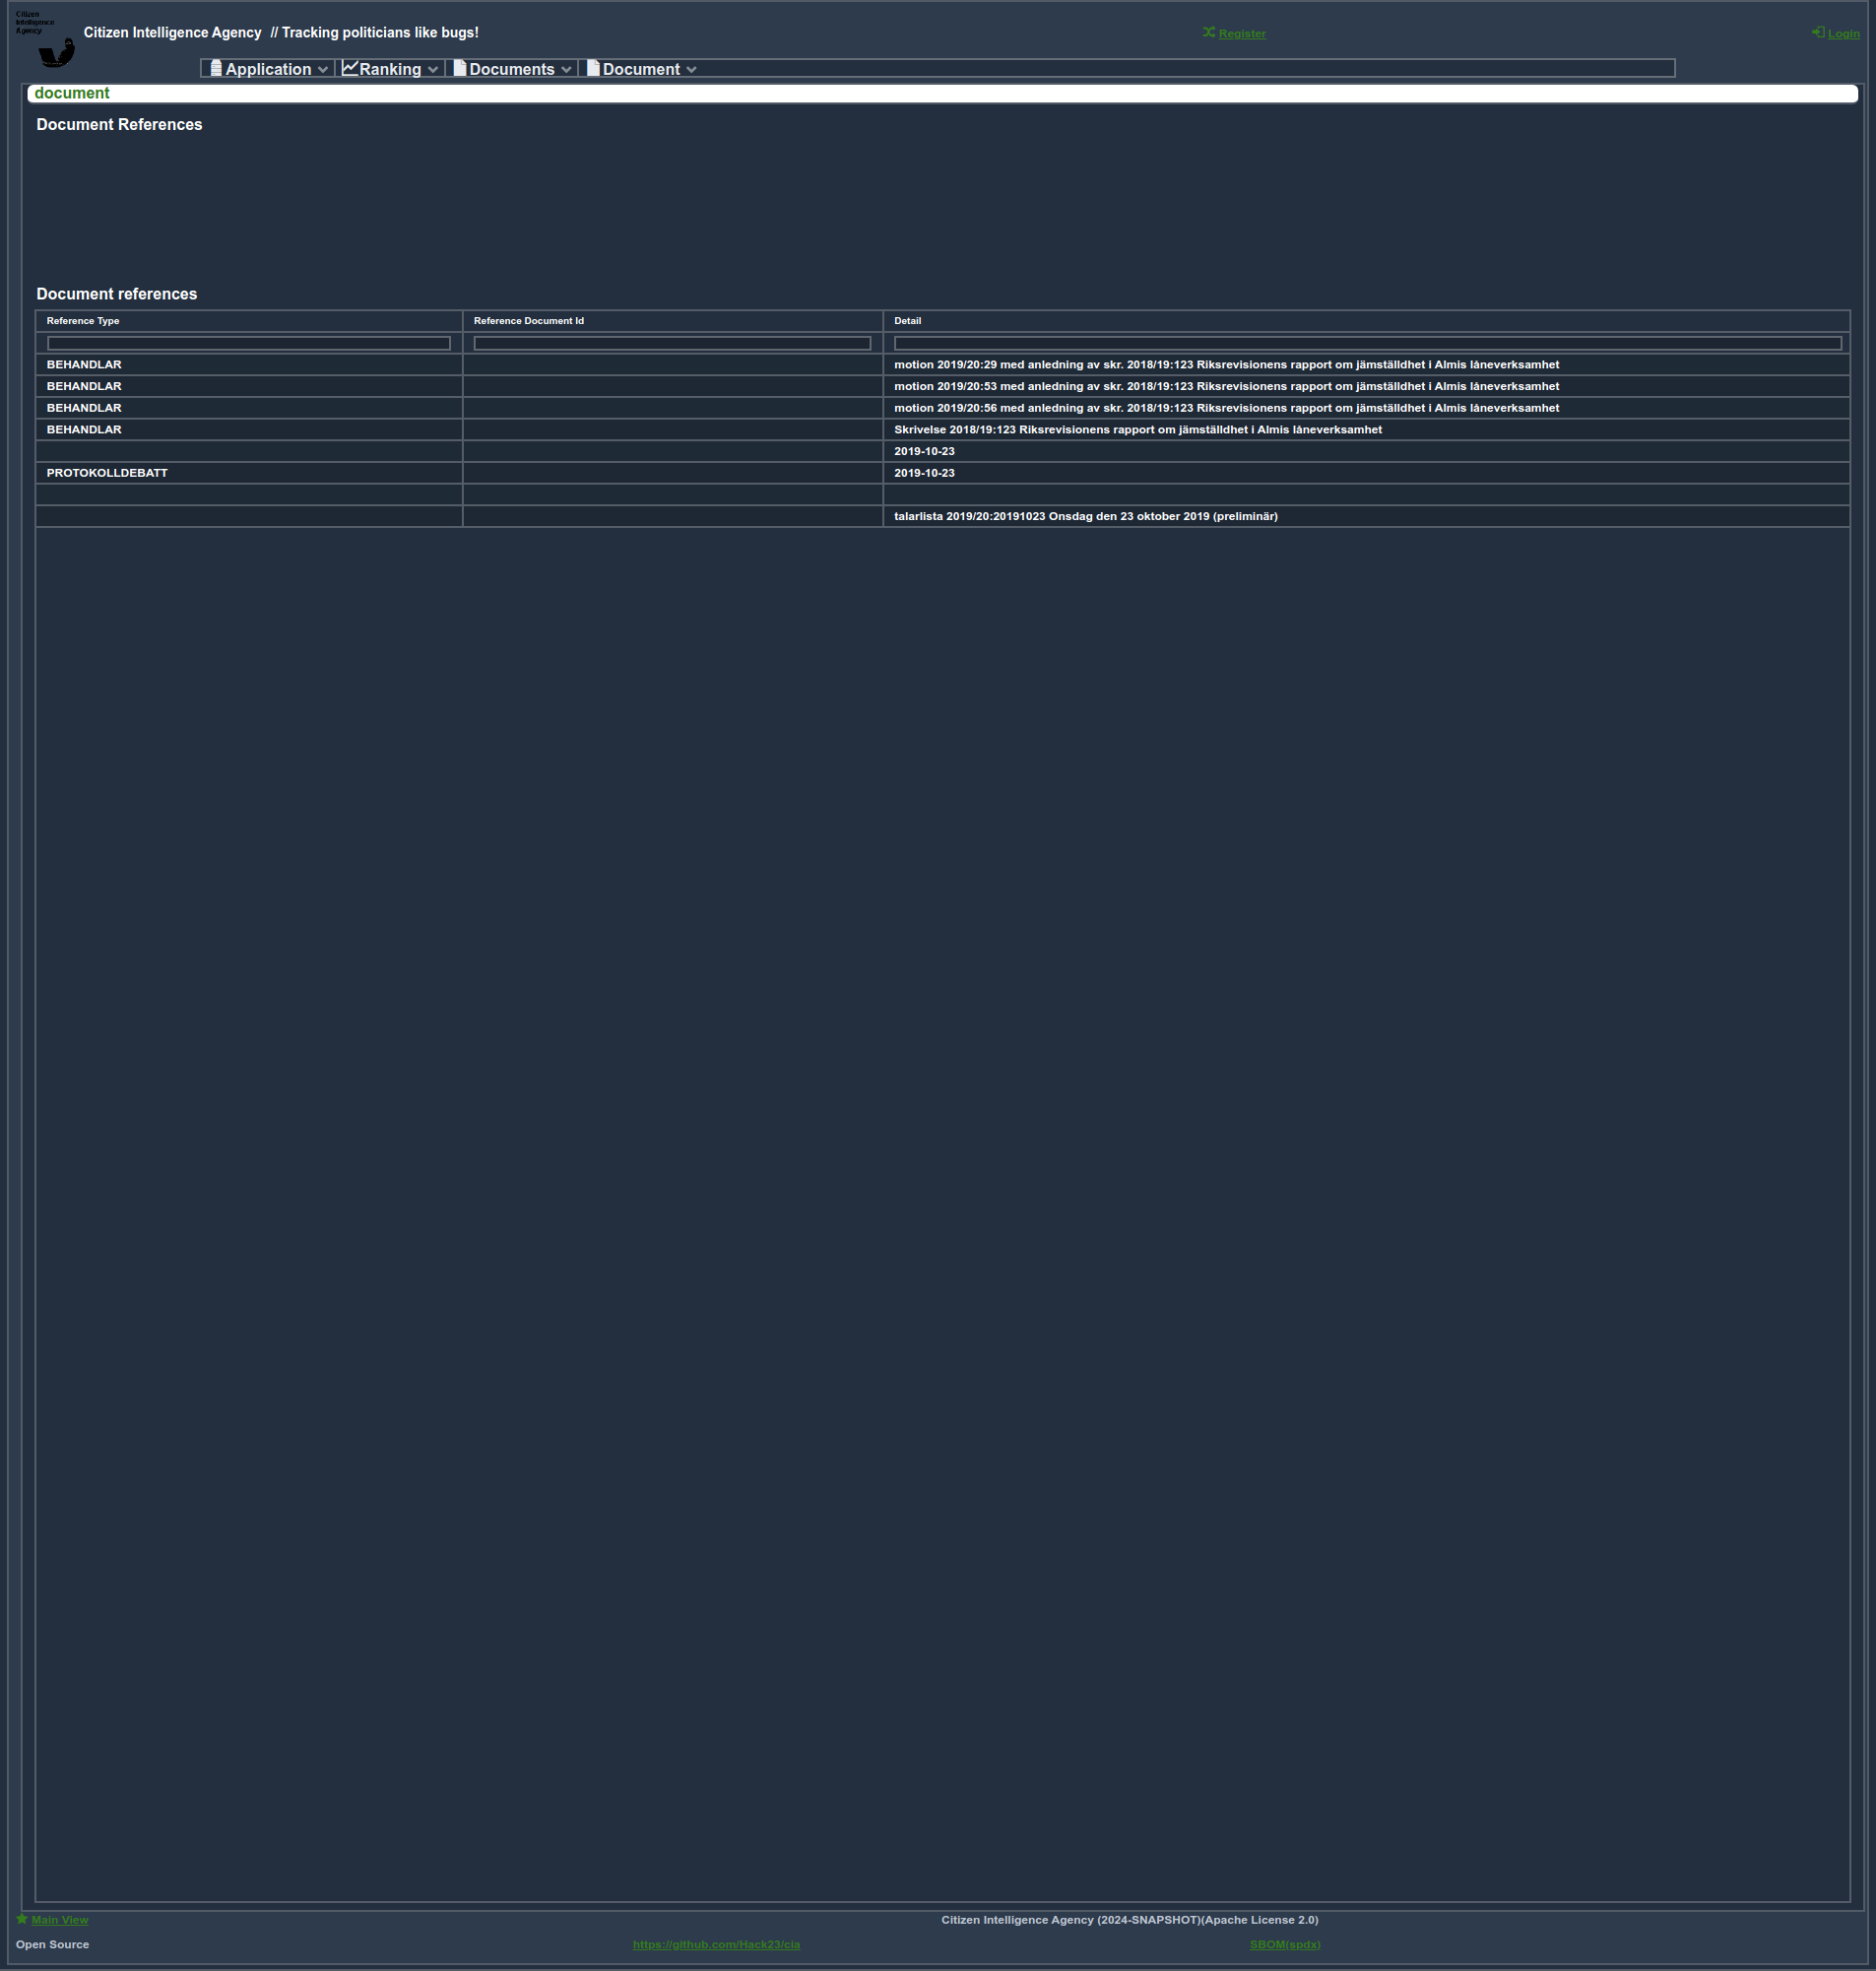 Citizen
Intelligence
Agency
Citizen Intelligence Agency // Tracking politicians like bugs!
Register
Login
Application
Ranking
Documents
Document
document
Document References
Document references
Reference Type Reference Document Id Detail
BEHANDLAR motion 2019/20:29 med anledning av skr. 2018/19:123 Riksrevisionens rapport om jämställdhet i Almis låneverksamhet
BEHANDLAR motion 2019/20:53 med anledning av skr. 2018/19:123 Riksrevisionens rapport om jämställdhet i Almis låneverksamhet
BEHANDLAR motion 2019/20:56 med anledning av skr. 2018/19:123 Riksrevisionens rapport om jämställdhet i Almis låneverksamhet
BEHANDLAR Skrivelse 2018/19:123 Riksrevisionens rapport om jämställdhet i Almis låneverksamhet
2019-10-23
PROTOKOLLDEBATT 2019-10-23
talarlista 2019/20:20191023 Onsdag den 23 oktober 2019 (preliminär)
Main View
Citizen Intelligence Agency (2024-SNAPSHOT)(Apache License 2.0)
Open Source
https://github.com/Hack23/cia
SBOM(spdx)